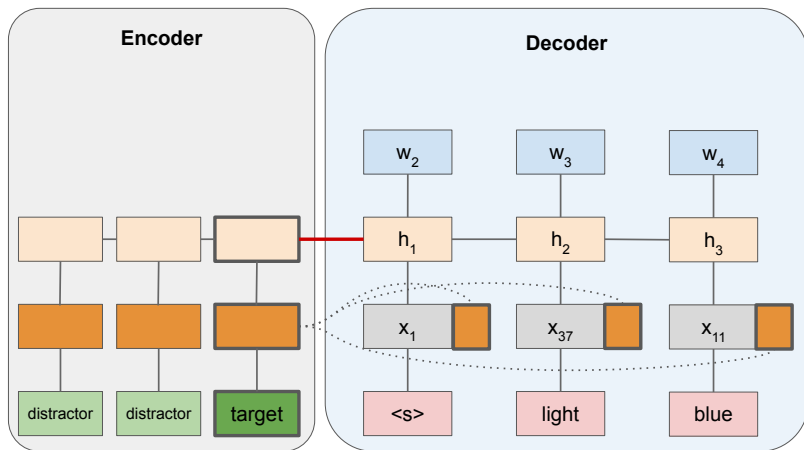 Encoder
Decoder
w2 w3 w4
h1 h2 h3
x1 x37 x11
distractor distractor target <s> light blue